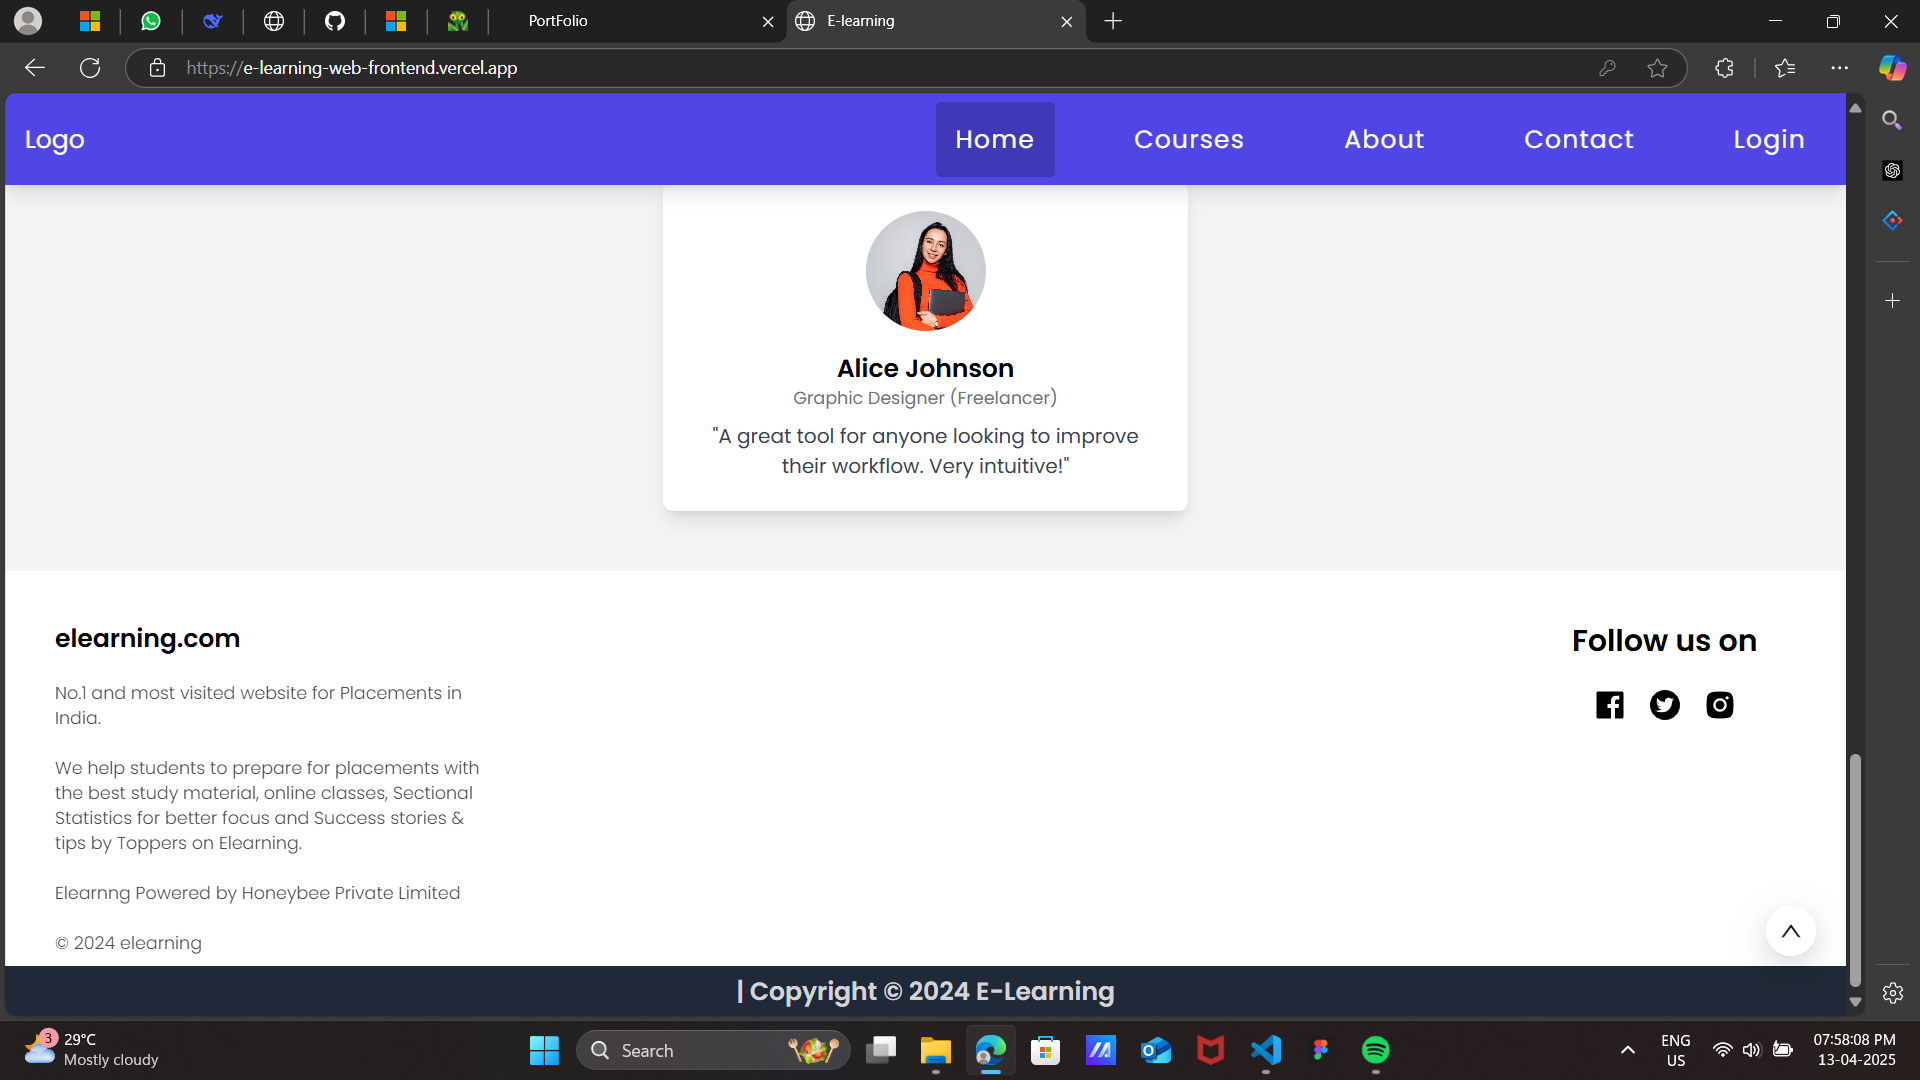 PortFolio
E-learning
https://e-learning-web-frontend.vercel.app
Logo
Home
Courses
About
Contact
Login
Alice Johnson
Graphic Designer (Freelancer)
"A great tool for anyone looking to improve
their workflow. Very intuitive!"
elearning.com
No.1 and most visited website for Placements in
India.
We help students to prepare for placements with
the best study material, online classes, Sectional
Statistics for better focus and Success stories &
tips by Toppers on Elearning.
Elearnng Powered by Honeybee Private Limited
© 2024 elearning
Follow us on
| Copyright © 2024 E-Learning
3
29°C
Mostly cloudy
Search
ENG
US
07:58:08 PM
13-04-2025